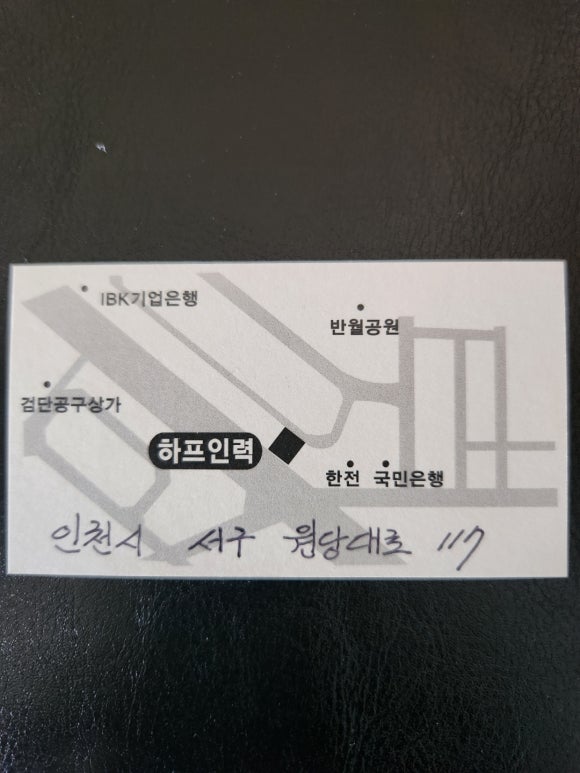 IBK기업은행
반월공원
검단공구상가
하프인력
한전 국민은행
인천시 서구 원당대로 117